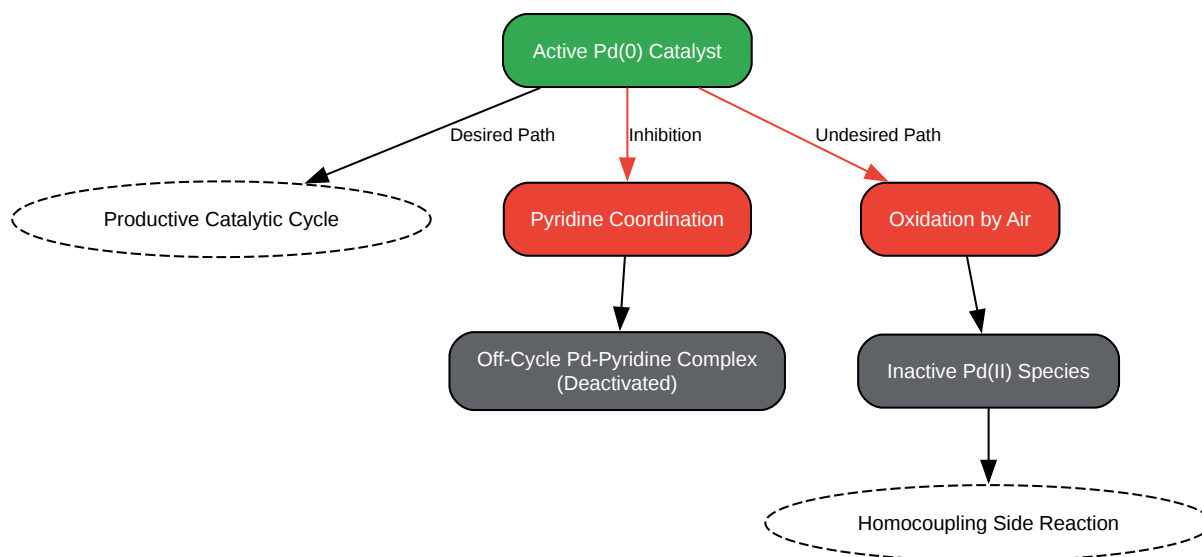 Active Pd(0) Catalyst
Desired Path
Inhibition
Undesired Path
Productive Catalytic Cycle
Pyridine Coordination
Oxidation by Air
Off-Cycle Pd-Pyridine Complex
(Deactivated)
Inactive Pd(II) Species
Homocoupling Side Reaction